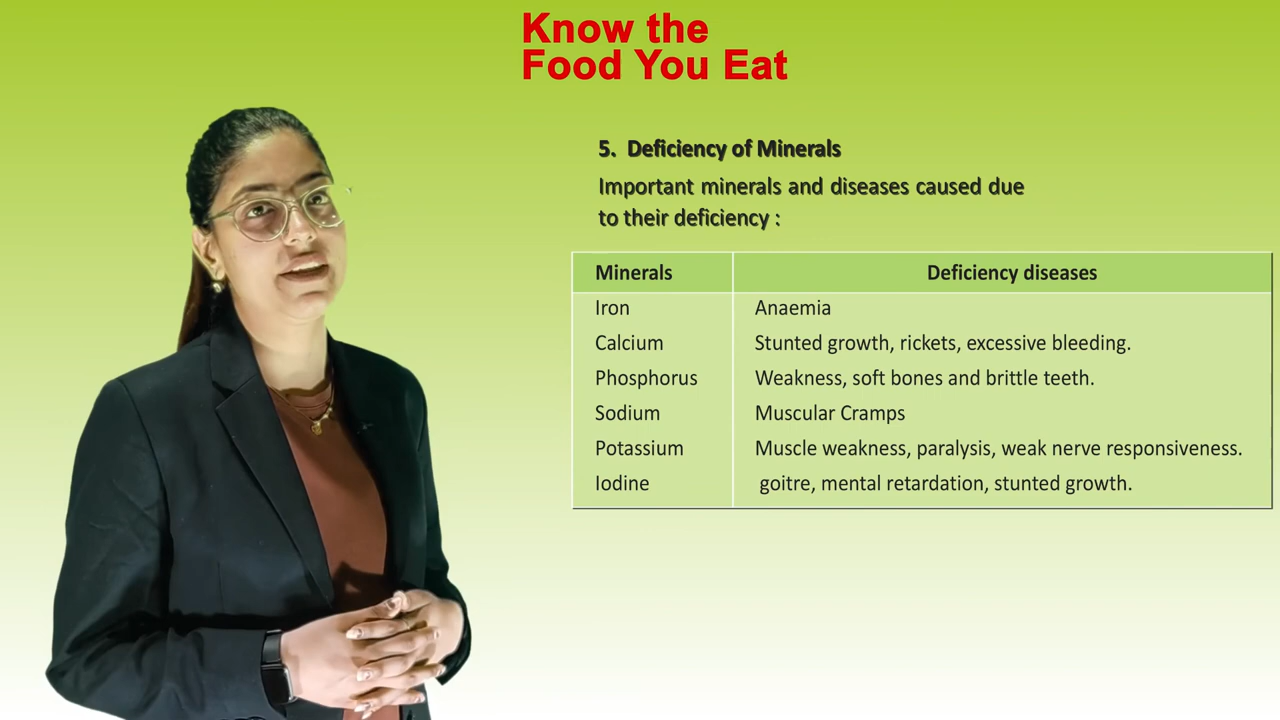 Know the
Food You Eat
5. Deficiency of Minerals
Important minerals and diseases caused due
to their deficiency :
Minerals Deficiency diseases
Iron Anaemia
Calcium Stunted growth, rickets, excessive bleeding.
Phosphorus Weakness, soft bones and brittle teeth.
Sodium Muscular Cramps
Potassium Muscle weakness, paralysis, weak nerve responsiveness.
Iodine goitre, mental retardation, stunted growth.